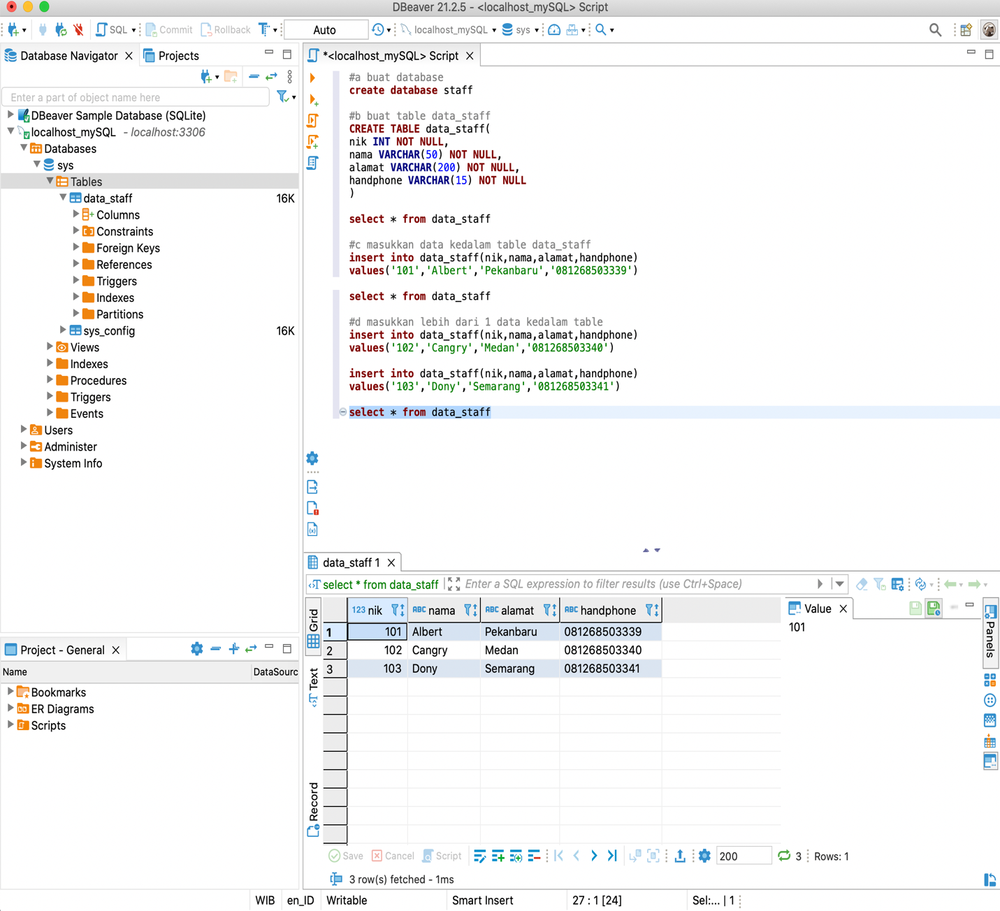 DBeaver 21.2.5 - <localhost_mySQL> Script
SQL Commit Rollback Auto localhost_mySQL sys
Database Navigator Projects
Enter a part of object name here
DBeaver Sample Database (SQLite)
localhost_mySQL - localhost:3306
Databases
sys
Tables
data_staff 16K
Columns
Constraints
Foreign Keys
References
Triggers
Indexes
Partitions
sys_config 16K
Views
Indexes
Procedures
Triggers
Events
Users
Administer
System Info
Project - General
Name DataSourc
Bookmarks
ER Diagrams
Scripts
*<localhost_mySQL> Script
#a buat database
create database staff
#b buat table data_staff
CREATE TABLE data_staff(
nik INT NOT NULL,
nama VARCHAR(50) NOT NULL,
alamat VARCHAR(200) NOT NULL,
handphone VARCHAR(15) NOT NULL
)
select * from data_staff
#c masukkan data kedalam table data_staff
insert into data_staff(nik,nama,alamat,handphone)
values('101','Albert','Pekanbaru','081268503339')
select * from data_staff
#d masukkan lebih dari 1 data kedalam table
insert into data_staff(nik,nama,alamat,handphone)
values('102','Cangry','Medan','081268503340')
insert into data_staff(nik,nama,alamat,handphone)
values('103','Dony','Semarang','081268503341')
select * from data_staff
data_staff 1
select * from data_staff Enter a SQL expression to filter results (use Ctrl+Space)
Grid
Text
Record
123 nik ABC nama ABC alamat ABC handphone
1 101 Albert Pekanbaru 081268503339
2 102 Cangry Medan 081268503340
3 103 Dony Semarang 081268503341
Value
101
Panels
Save Cancel Script 200 3 Rows: 1
3 row(s) fetched - 1ms
WIB en_ID Writable Smart Insert 27 : 1 [24] Sel:... | 1